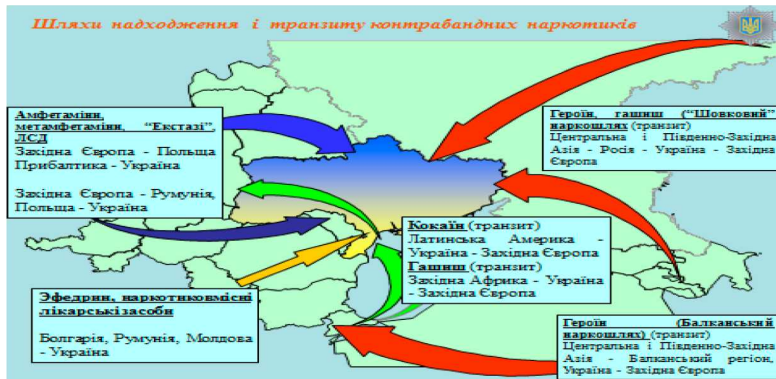 Шляхи надходження і транзиту контрабандних наркотиків
Амфетаміни,
метамфетаміни, “Екстазі”,
ЛСД
Західна Європа - Польща
Прибалтика - Україна
Західна Європа - Румунія,
Польща - Україна
Героїн, гашиш (“Шовковий”
наркошлях) (транзит)
Центральна і Південно-Західна
Азія - Росія - Україна - Західна
Європа
Кокаїн (транзит)
Латинська Америка -
Україна - Західна Європа
Гашиш (транзит)
Західна Африка - Україна
- Західна Європа
Эфедрин, наркотиковмісні
лікарські засоби
Болгарія, Румунія, Молдова
- Україна
Героїн (Балканський
наркошлях) (транзит)
Центральна і Південно-Західна
Азія - Балканський регіон,
Україна - Західна Європа